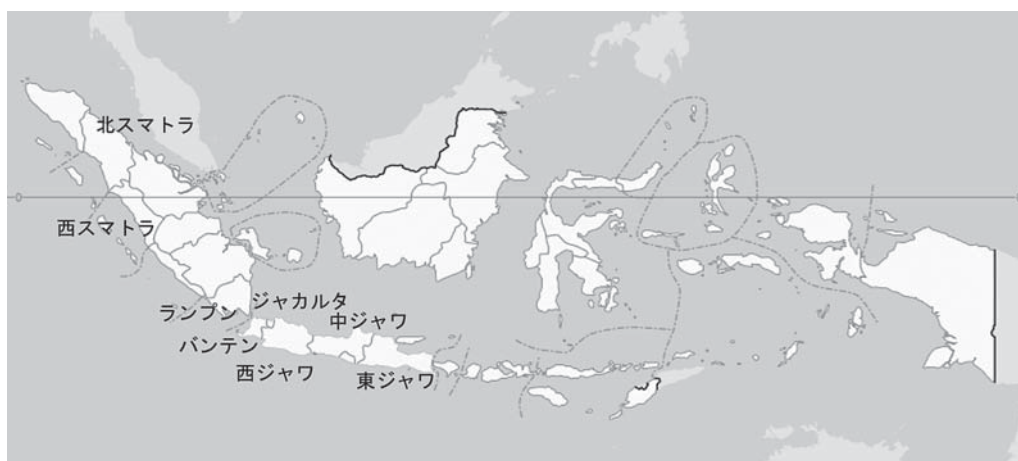 北スマトラ
0
西スマトラ
ランプン
ジャカルタ
中ジャワ
バンテン
西ジャワ
東ジャワ